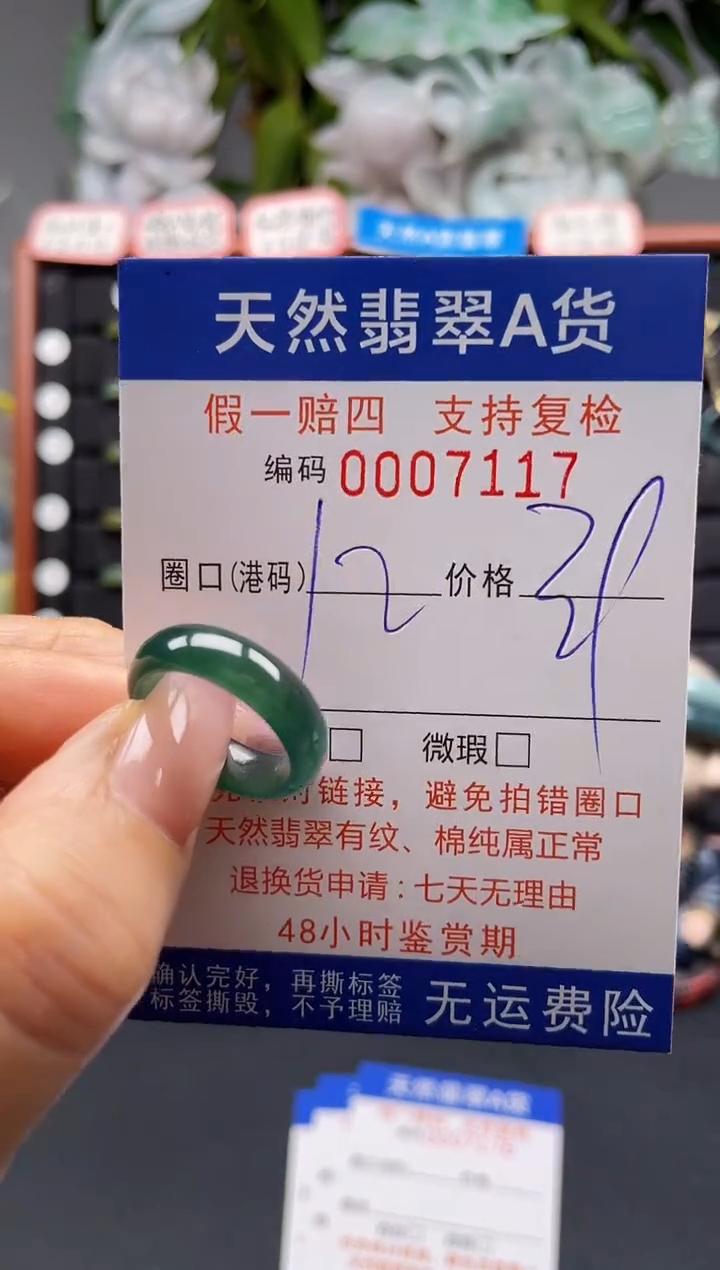 天然翡翠A货
假一赔四 支持复检
编码 0007117
圈口(港码) 12 价格
微瑕
链接，避免拍错圈口
天然翡翠有纹、棉纯属正常
退换货申请：七天无理由
48小时鉴赏期
确认完好，再撕标签
标签撕毁，不予理赔
无运费险